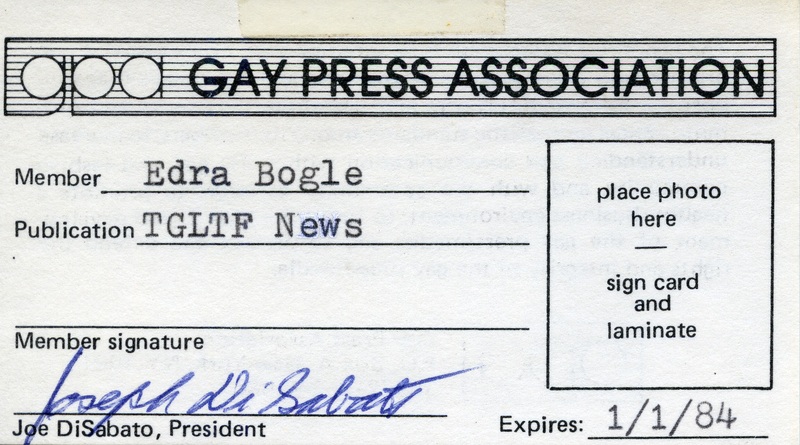 gpa GAY PRESS ASSOCIATION
Member Edra Bogle
Publication TGLTF News
place photo
here
sign card
and
laminate
Member signature
Joseph DiSabato
Joe DiSabato, President
Expires: 1/1/84